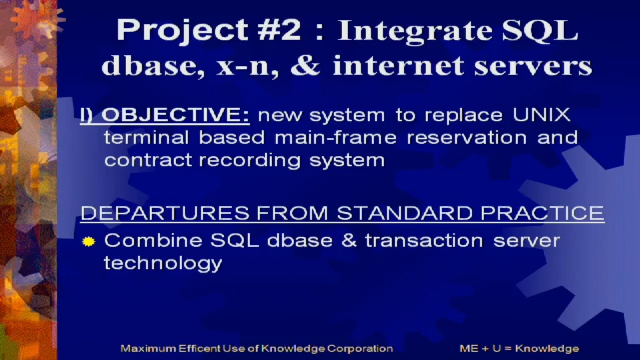 Project #2 : Integrate SQL
dbase, x-n, & internet servers
I) OBJECTIVE: new system to replace UNIX
terminal based main-frame reservation and
contract recording system
DEPARTURES FROM STANDARD PRACTICE
Combine SQL dbase & transaction server
technology
Maximum Efficent Use of Knowledge Corporation ME + U = Knowledge